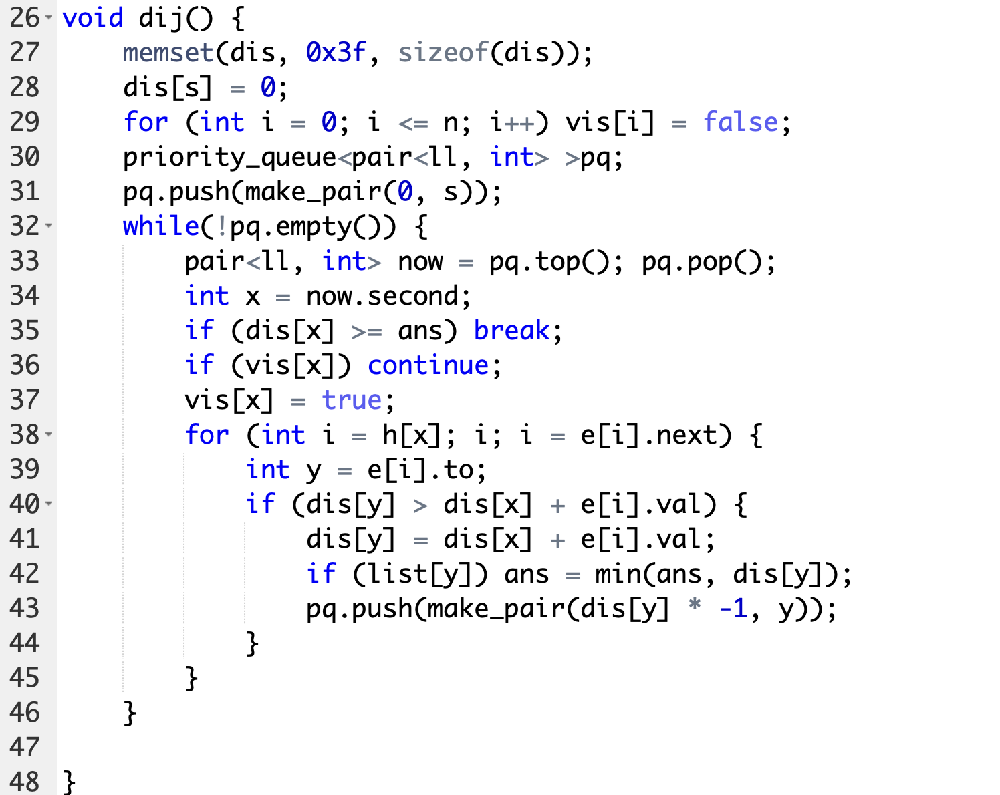 26 void dij() {
27     memset(dis, 0x3f, sizeof(dis));
28     dis[s] = 0;
29     for (int i = 0; i <= n; i++) vis[i] = false;
30     priority_queue<pair<ll, int> >pq;
31     pq.push(make_pair(0, s));
32     while(!pq.empty()) {
33         pair<ll, int> now = pq.top(); pq.pop();
34         int x = now.second;
35         if (dis[x] >= ans) break;
36         if (vis[x]) continue;
37         vis[x] = true;
38         for (int i = h[x]; i; i = e[i].next) {
39             int y = e[i].to;
40             if (dis[y] > dis[x] + e[i].val) {
41                 dis[y] = dis[x] + e[i].val;
42                 if (list[y]) ans = min(ans, dis[y]);
43                 pq.push(make_pair(dis[y] * -1, y));
44             }
45         }
46     }
47
48 }